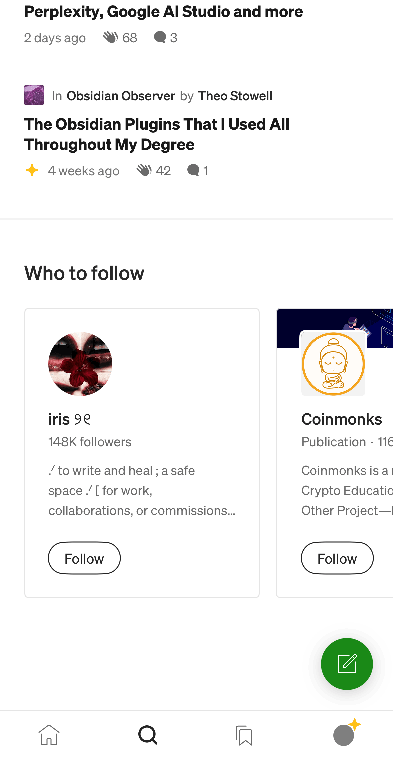 Perplexity, Google AI Studio and more
2 days ago 68 3
In Obsidian Observer by Theo Stowell
The Obsidian Plugins That I Used All
Throughout My Degree
4 weeks ago 42 1
Who to follow
iris ୨୧
148K followers
./ to write and heal ; a safe
space ./ [ for work,
collaborations, or commissions...
Follow
Coinmonks
Publication · 116
Coinmonks is a
Crypto Educatio
Other Project—
Follow